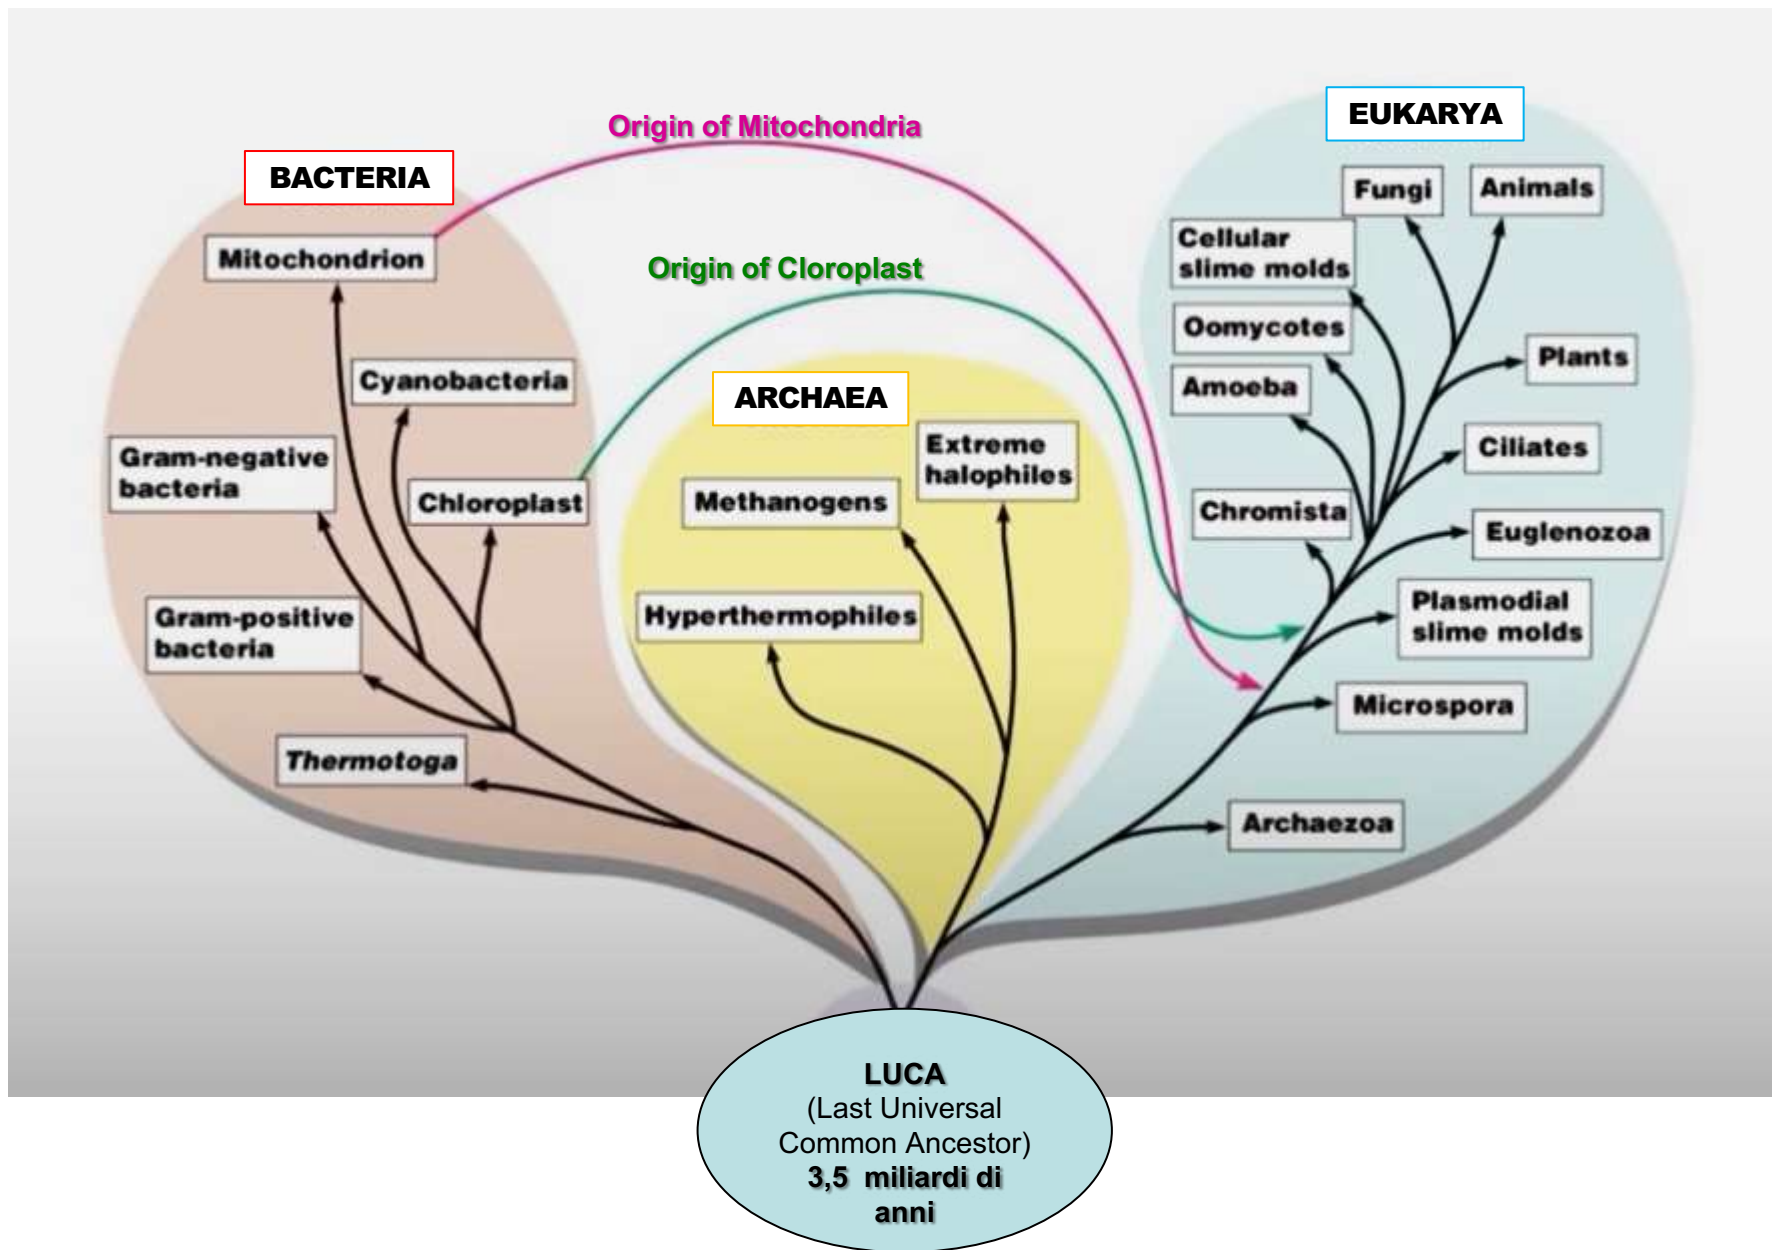 Origin of Mitochondria
EUKARYA
BACTERIA
Fungi
Animals
Mitochondrion
Cellular
slime molds
Origin of Cloroplast
Oomycotes
Plants
Cyanobacteria
Amoeba
ARCHAEA
Gram-negative
bacteria
Extreme
halophiles
Ciliates
Chloroplast
Methanogens
Chromista
Euglenozoa
Gram-positive
bacteria
Hyperthermophiles
Plasmodial
slime molds
Microspora
Thermotoga
Archaezoa
LUCA
(Last Universal
Common Ancestor)
3,5 miliardi di
anni